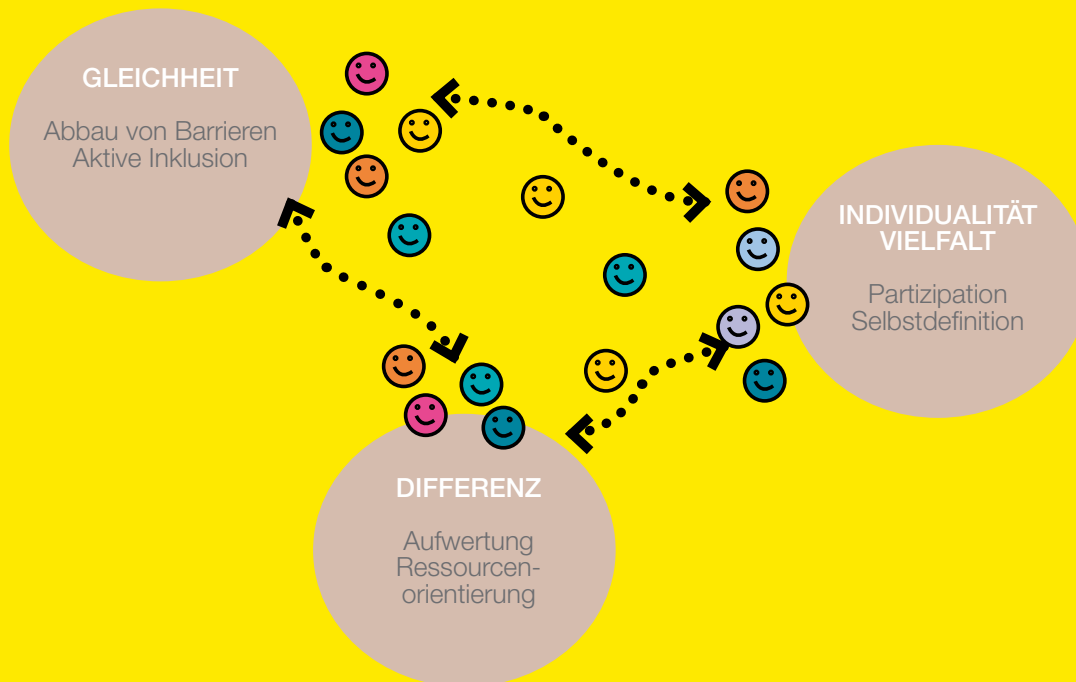 GLEICHHEIT
Abbau von Barrieren
Aktive Inklusion
INDIVIDUALITÄT
VIELFALT
Partizipation
Selbstdefinition
DIFFERENZ
Aufwertung
Ressourcen-
orientierung